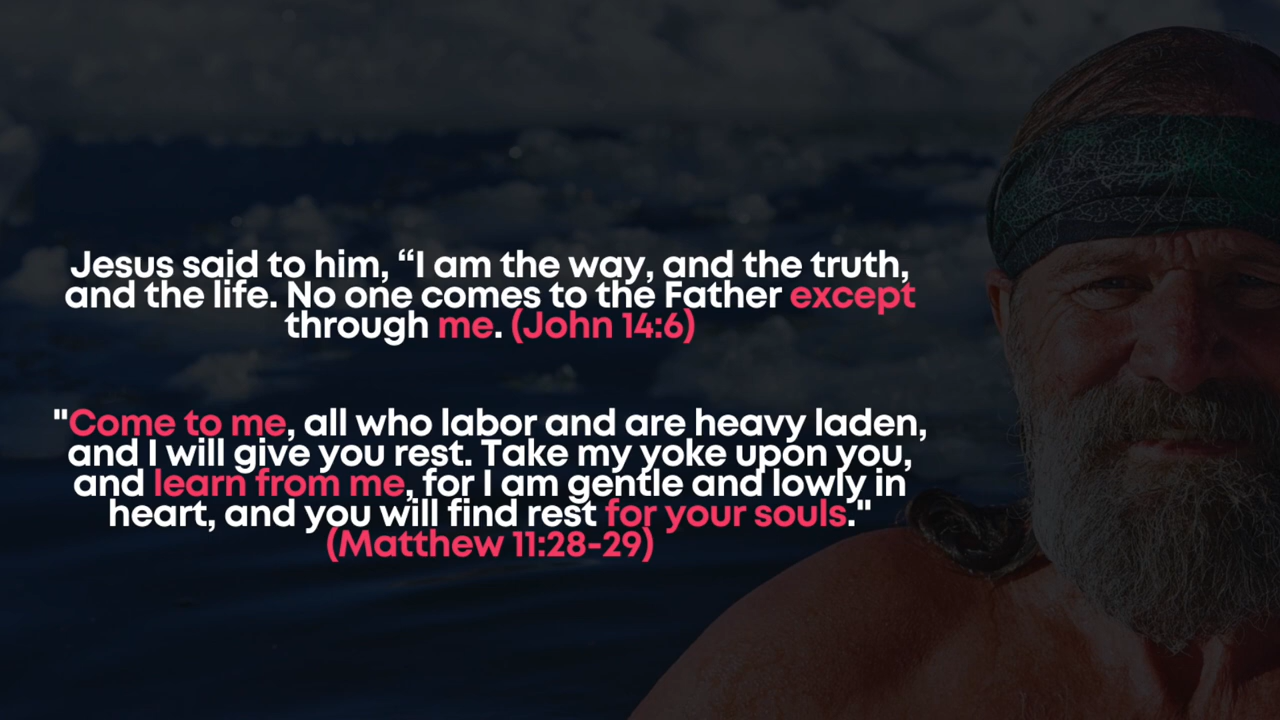 Jesus said to him, “I am the way, and the truth,
and the life. No one comes to the Father except
through me. (John 14:6)
"Come to me, all who labor and are heavy laden,
and I will give you rest. Take my yoke upon you,
and learn from me, for I am gentle and lowly in
heart, and you will find rest for your souls."
(Matthew 11:28-29)